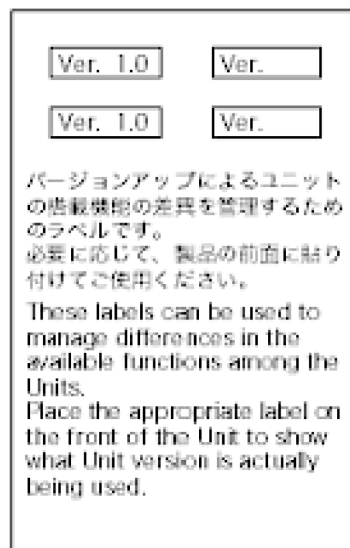 Ver. 1.0 Ver.
Ver. 1.0 Ver.
バージョンアップによるユニット
の搭載機能の差異を管理するため
のラベルです。
必要に応じて、製品の前面に貼り
付けてご使用ください。
These labels can be used to
manage differences in the
available functions among the
Units.
Place the appropriate label on
the front of the Unit to show
what Unit version is actually
being used.